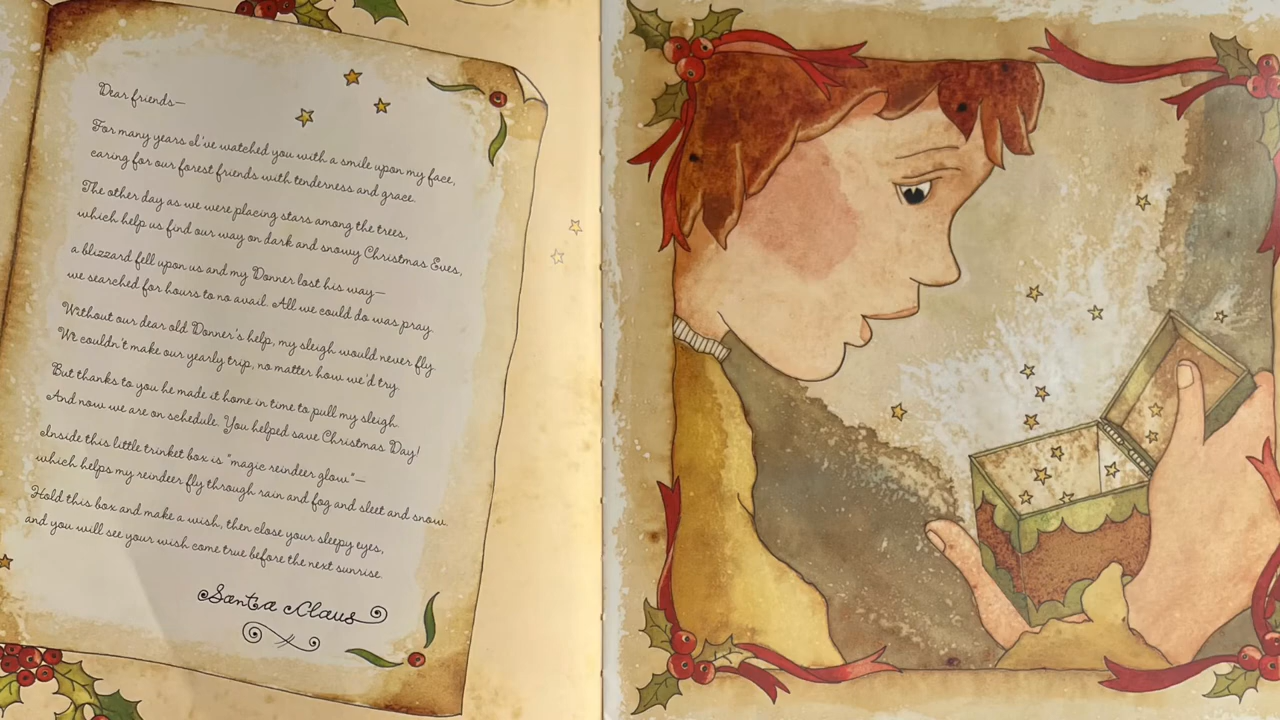 Dear friends—
For many years I've watched you with a smile upon my face,
caring for our forest friends with tenderness and grace.
The other day as we were placing stars among the trees,
which help us find our way on dark and snowy Christmas Eves,
a blizzard fell upon us and my Donner lost his way—
we searched for hours to no avail. All we could do was pray.
Without our dear old Donner's help, my sleigh would never fly.
We couldn't make our yearly trip, no matter how we'd try.
But thanks to you he made it home in time to pull my sleigh.
And now we are on schedule. You helped save Christmas Day!
Inside this little trinket box is "magic reindeer glow"—
which helps my reindeer fly through rain and fog and sleet and snow.
Hold this box and make a wish, then close your sleepy eyes,
and you will see your wish come true before the next sunrise.
Santa Claus